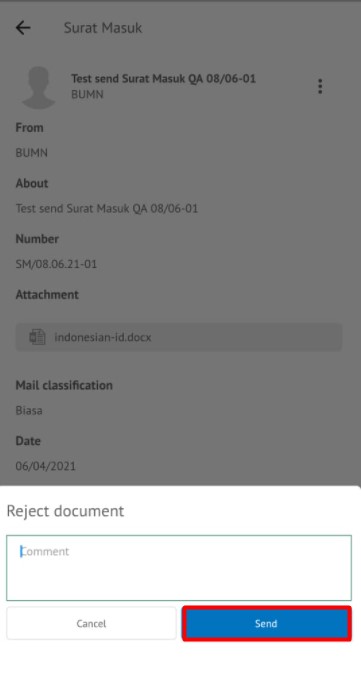 Surat Masuk
Test send Surat Masuk QA 08/06-01
BUMN
From
BUMN
About
Test send Surat Masuk QA 08/06-01
Number
SM/08.06.21-01
Attachment
indonesian-id.docx
Mail classification
Biasa
Date
06/04/2021
Reject document
Comment
Cancel
Send